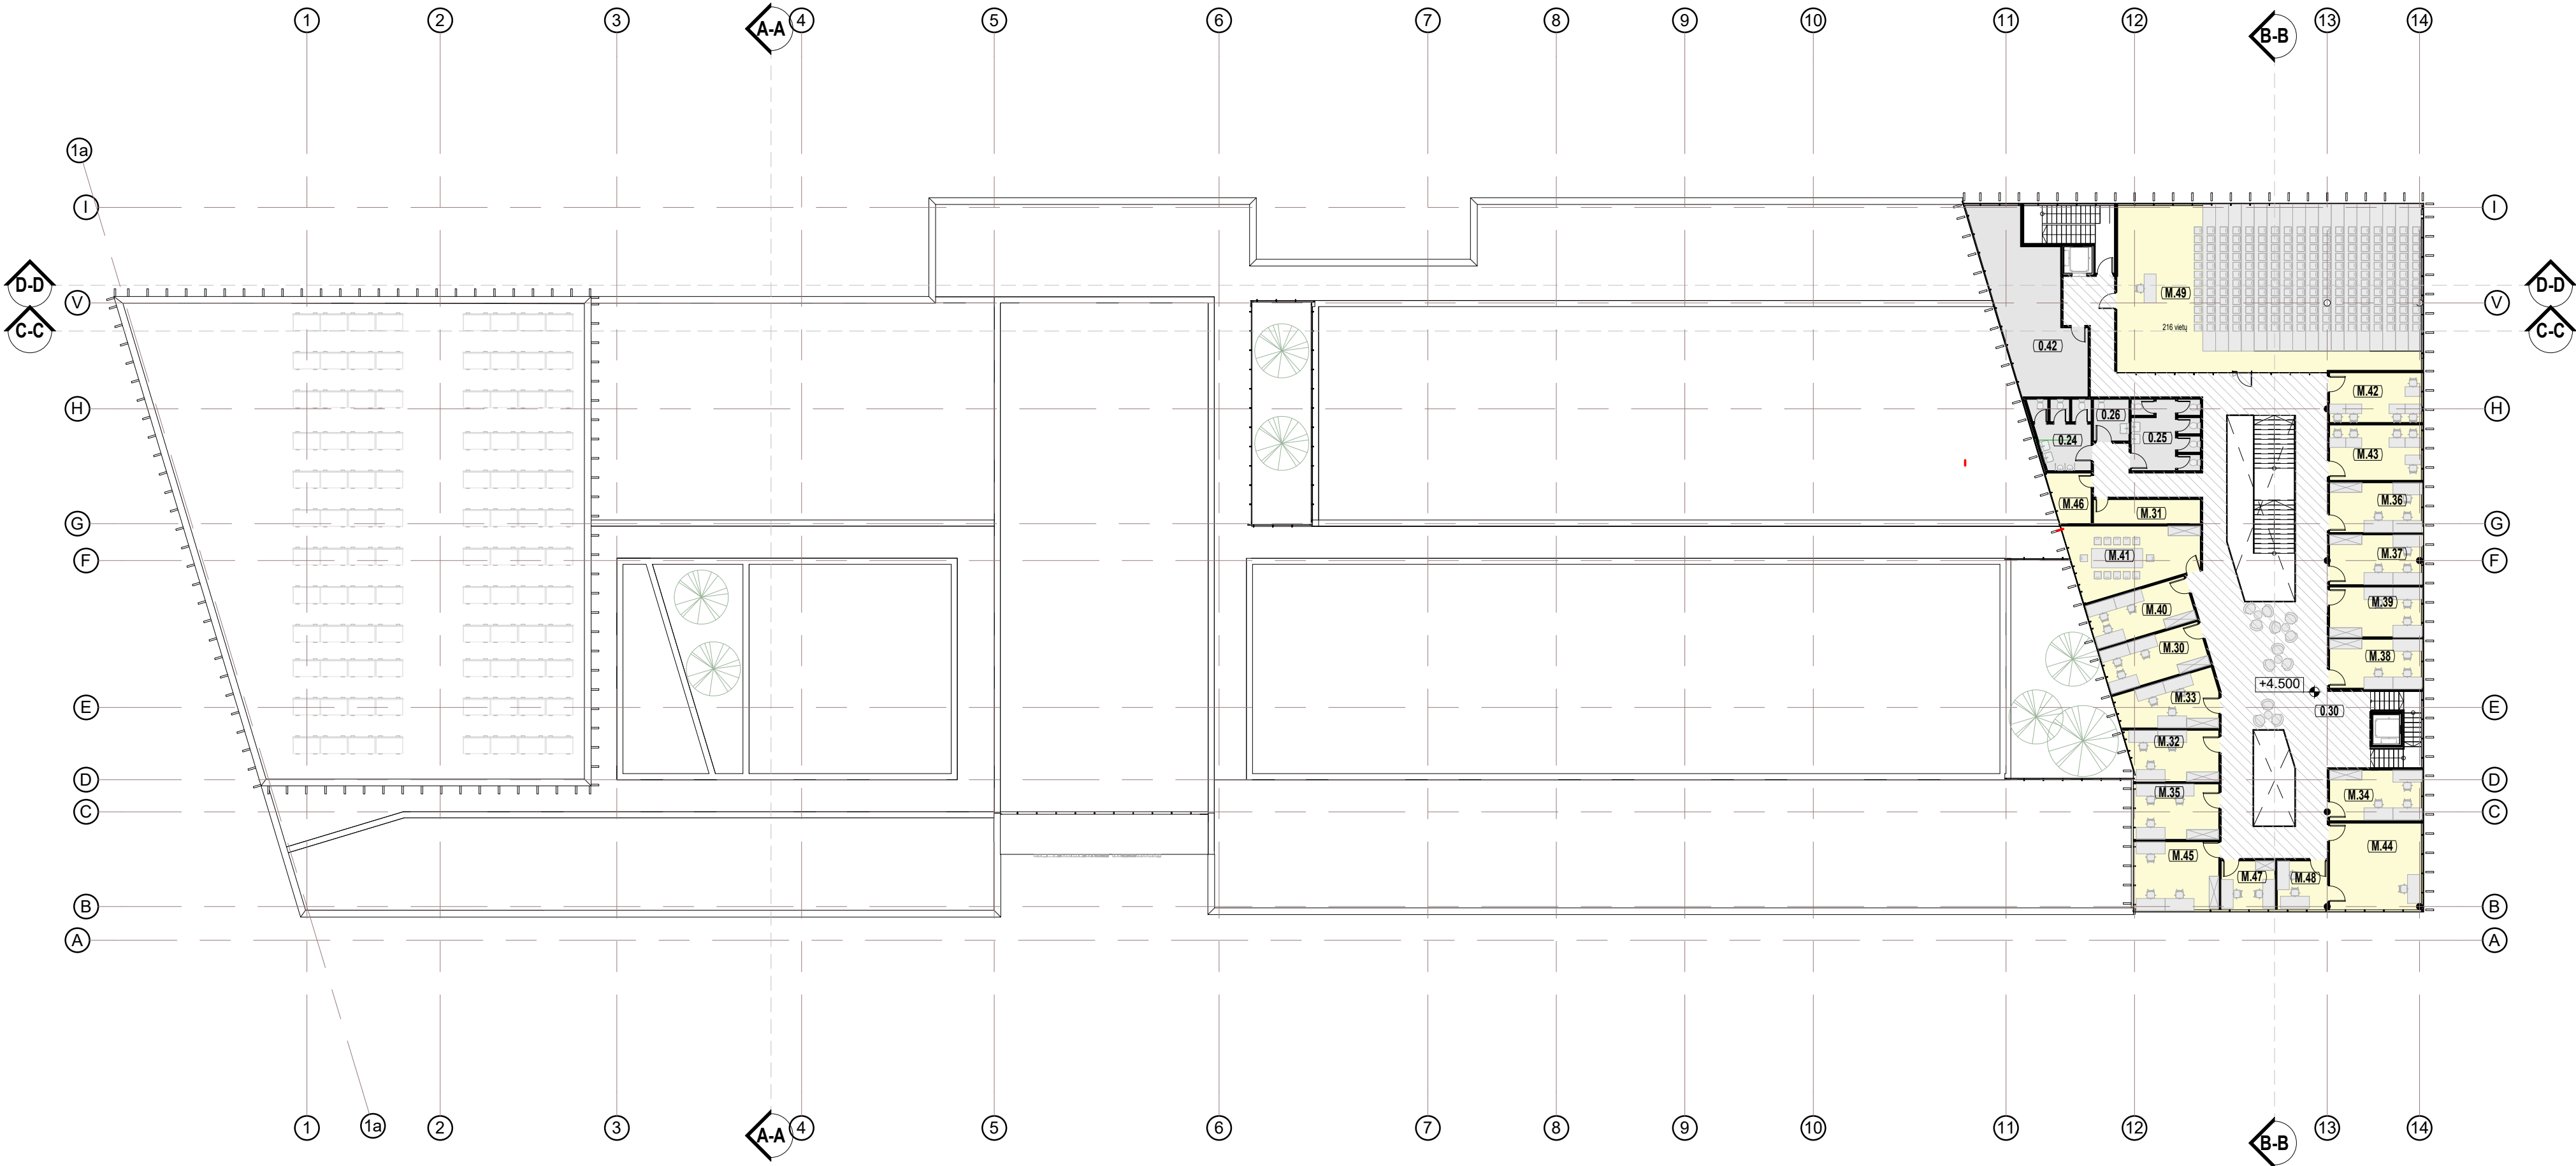 1 2 3 A-A 4 5 6 7 8 9 10 11 12 B-B 13 14
1a
I I
D-D D-D
V V
C-C C-C
M.49
216 vietų
0.42
M.42
H H
0.26
0.24 0.25
M.43
M.36
M.46
M.31
G G
M.41 M.37
F F
M.39
M.40
M.30
M.38
+4.500
M.33
0.30
E E
M.32
D D
M.35 M.34
C C
M.44
M.45
M.47 M.48
B B
A A
1 1a 2 3 A-A 4 5 6 7 8 9 10 11 12 B-B 13 14